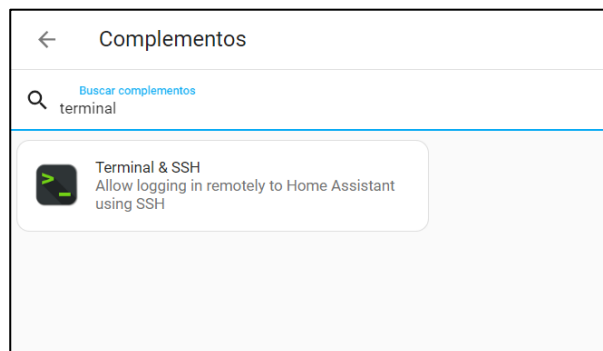 Complementos
Buscar complementos
terminal
Terminal & SSH
Allow logging in remotely to Home Assistant
using SSH